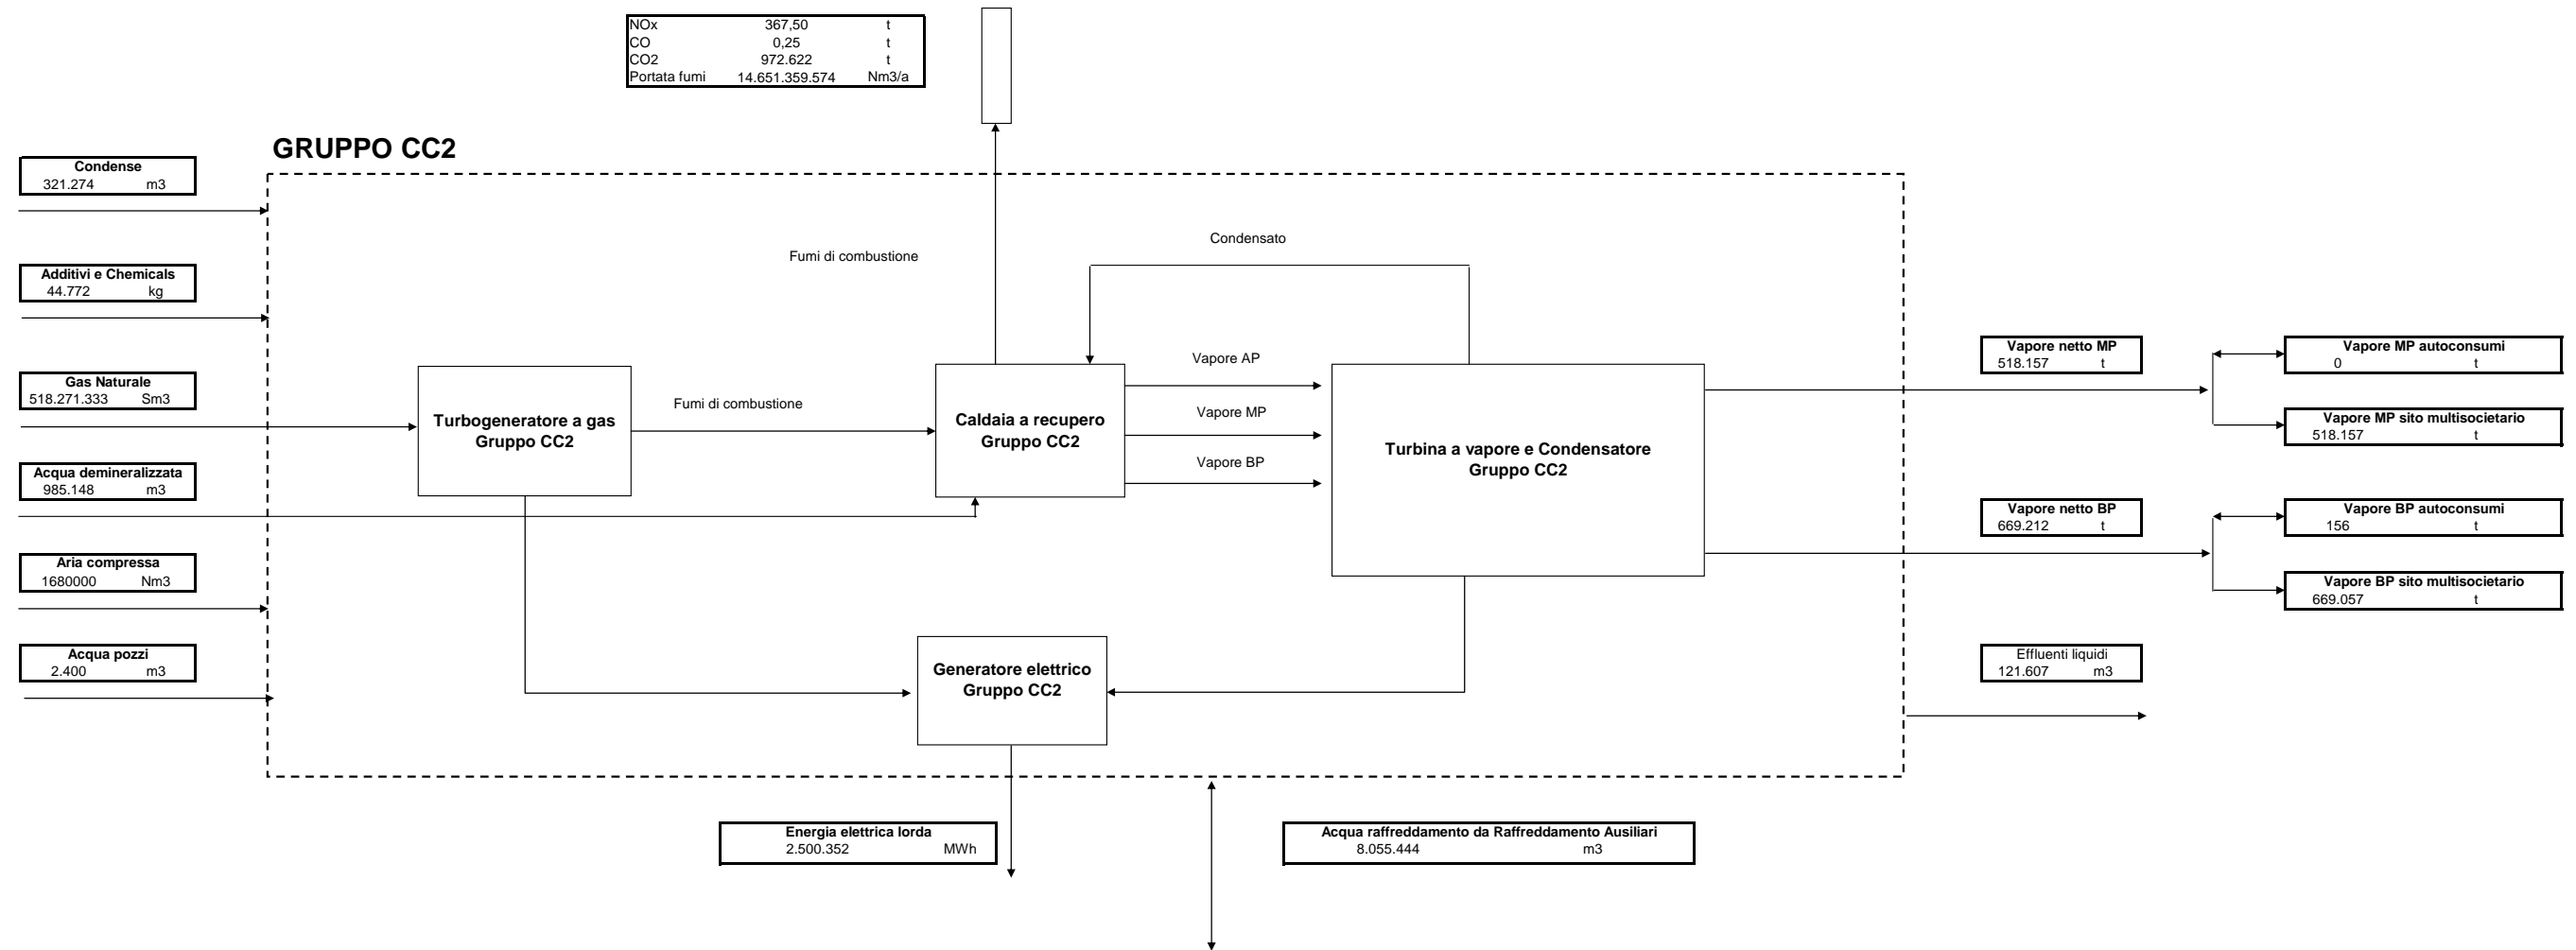 NOx 367,50 t
CO 0,25 t
CO2 972.622 t
Portata fumi 14.651.359.574 Nm3/a
GRUPPO CC2
Condense
321.274 m3
Additivi e Chemicals
44.772 kg
Gas Naturale
518.271.333 Sm3
Acqua demineralizzata
985.148 m3
Aria compressa
1680000 Nm3
Acqua pozzi
2.400 m3
Fumi di combustione
Condensato
Turbogeneratore a gas
Gruppo CC2
Fumi di combustione
Caldaia a recupero
Gruppo CC2
Vapore AP
Vapore MP
Vapore BP
Turbina a vapore e Condensatore
Gruppo CC2
Generatore elettrico
Gruppo CC2
Vapore netto MP
518.157 t
Vapore MP autoconsumi
0 t
Vapore MP sito multisocietario
518.157 t
Vapore netto BP
669.212 t
Vapore BP autoconsumi
156 t
Vapore BP sito multisocietario
669.057 t
Effluenti liquidi
121.607 m3
Energia elettrica lorda
2.500.352 MWh
Acqua raffreddamento da Raffreddamento Ausiliari
8.055.444 m3